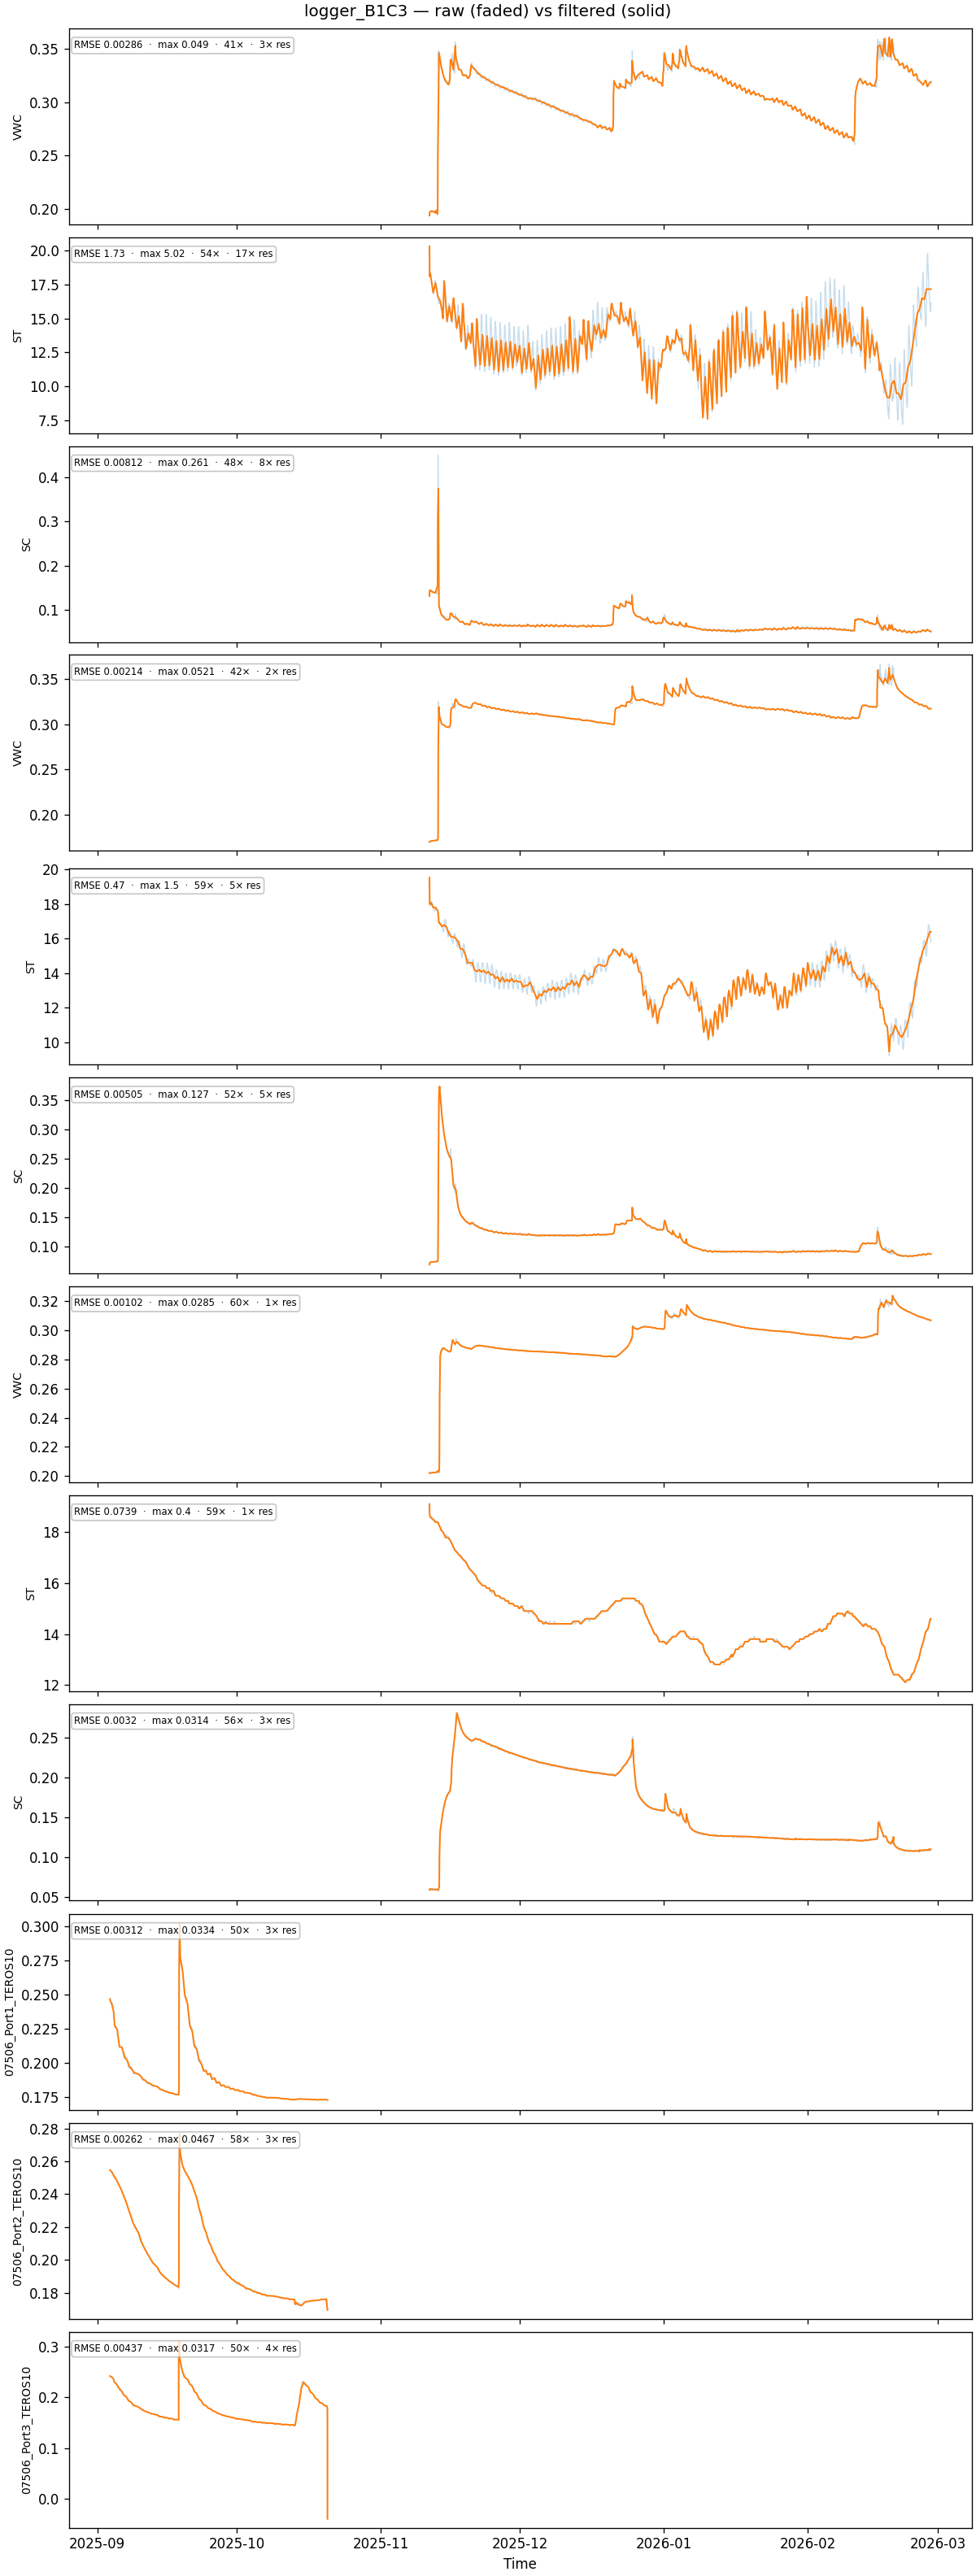 logger_B1C3 — raw (faded) vs filtered (solid)
RMSE 0.00286 · max 0.049 · 41× · 3× res
0.35
0.30
0.25
0.20
VWC
RMSE 1.73 · max 5.02 · 54× · 17× res
20.0
17.5
15.0
12.5
10.0
7.5
ST
RMSE 0.00812 · max 0.261 · 48× · 8× res
0.4
0.3
0.2
0.1
SC
RMSE 0.00214 · max 0.0521 · 42× · 2× res
0.35
0.30
0.25
0.20
VWC
RMSE 0.47 · max 1.5 · 59× · 5× res
20
18
16
14
12
10
ST
RMSE 0.00505 · max 0.127 · 52× · 5× res
0.35
0.30
0.25
0.20
0.15
0.10
SC
RMSE 0.00102 · max 0.0285 · 60× · 1× res
0.32
0.30
0.28
0.26
0.24
0.22
0.20
VWC
RMSE 0.0739 · max 0.4 · 59× · 1× res
18
16
14
12
ST
RMSE 0.0032 · max 0.0314 · 56× · 3× res
0.25
0.20
0.15
0.10
0.05
SC
RMSE 0.00312 · max 0.0334 · 50× · 3× res
0.300
0.275
0.250
0.225
0.200
0.175
07506_Port1_TEROS10
RMSE 0.00262 · max 0.0467 · 58× · 3× res
0.28
0.26
0.24
0.22
0.20
0.18
07506_Port2_TEROS10
RMSE 0.00437 · max 0.0317 · 50× · 4× res
0.3
0.2
0.1
0.0
07506_Port3_TEROS10
2025-09 2025-10 2025-11 2025-12 2026-01 2026-02 2026-03
Time